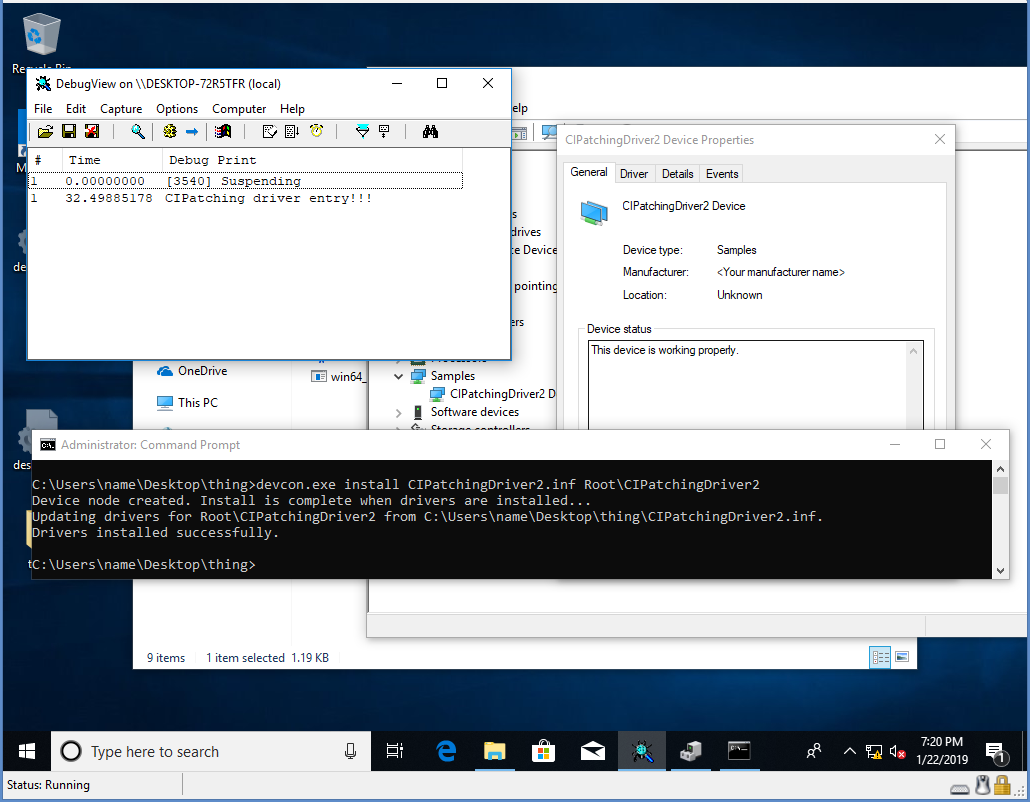 Recycle Bin
DebugView on \\DESKTOP-72R5TFR (local)
File Edit Capture Options Computer Help
# Time Debug Print
1 0.00000000 [3540] Suspending
1 32.49885178 CIPatching driver entry!!!
elp
CIPatchingDriver2 Device Properties
General Driver Details Events
CIPatchingDriver2 Device
Device type: Samples
Manufacturer: <Your manufacturer name>
Location: Unknown
Device status
This device is working properly.
s
drives
ce Device
pointing
ers
OneDrive
This PC
win64_
Processors
Samples
CIPatchingDriver2 D
Software devices
Storage controllers
M
de
des
Administrator: Command Prompt
C:\Users\name\Desktop\thing>devcon.exe install CIPatchingDriver2.inf Root\CIPatchingDriver2
Device node created. Install is complete when drivers are installed...
Updating drivers for Root\CIPatchingDriver2 from C:\Users\name\Desktop\thing\CIPatchingDriver2.inf.
Drivers installed successfully.
C:\Users\name\Desktop\thing>
t
9 items 1 item selected 1.19 KB
Type here to search
7:20 PM
1/22/2019
1
Status: Running